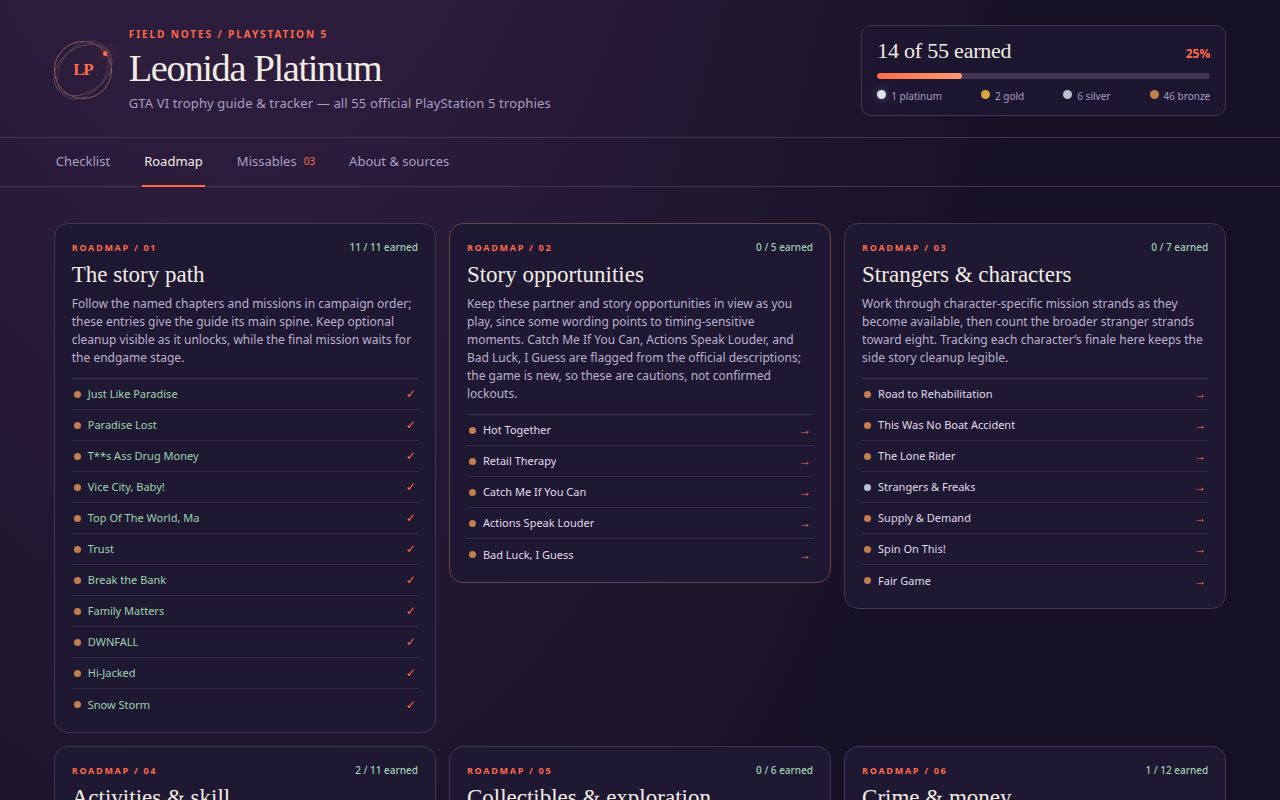 LP
FIELD NOTES / PLAYSTATION 5
Leonida Platinum
GTA VI trophy guide & tracker — all 55 official PlayStation 5 trophies
14 of 55 earned
25%
1 platinum
2 gold
6 silver
46 bronze
Checklist
Roadmap
Missables 03
About & sources
ROADMAP / 01
11 / 11 earned
The story path
Follow the named chapters and missions in campaign order;
these entries give the guide its main spine. Keep optional
cleanup visible as it unlocks, while the final mission waits for
the endgame stage.
Just Like Paradise ✓
Paradise Lost ✓
T**s Ass Drug Money ✓
Vice City, Baby! ✓
Top Of The World, Ma ✓
Trust ✓
Break the Bank ✓
Family Matters ✓
DWNFALL ✓
Hi-Jacked ✓
Snow Storm ✓
ROADMAP / 02
0 / 5 earned
Story opportunities
Keep these partner and story opportunities in view as you
play, since some wording points to timing-sensitive
moments. Catch Me If You Can, Actions Speak Louder, and
Bad Luck, I Guess are flagged from the official descriptions;
the game is new, so these are cautions, not confirmed
lockouts.
Hot Together →
Retail Therapy →
Catch Me If You Can →
Actions Speak Louder →
Bad Luck, I Guess →
ROADMAP / 03
0 / 7 earned
Strangers & characters
Work through character-specific mission strands as they
become available, then count the broader stranger strands
toward eight. Tracking each character’s finale here keeps the
side story cleanup legible.
Road to Rehabilitation →
This Was No Boat Accident →
The Lone Rider →
Strangers & Freaks →
Supply & Demand →
Spin On This! →
Fair Game →
ROADMAP / 04
2 / 11 earned
Activities & skill
ROADMAP / 05
0 / 6 earned
Collectibles & exploration
ROADMAP / 06
1 / 12 earned
Crime & money